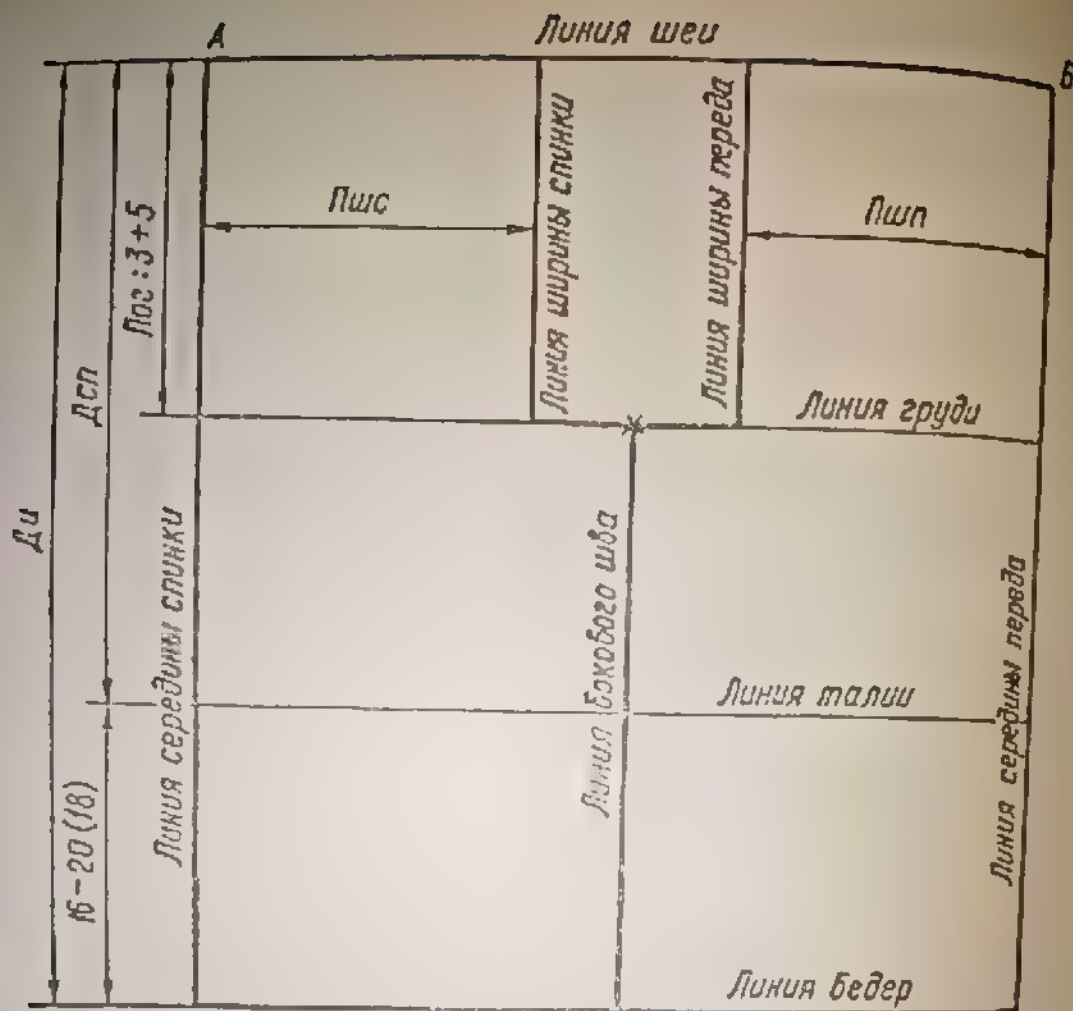 А
Линия шеи
В
Линия ширины спинки
Линия ширины переда
Пшс
Пшп
Пог : 3 + 5
Дсп
Ди
Линия груди
Линия середины спинки
Линия бокового шва
Линия середины переда
Линия талии
16 - 20 (18)
Линия бедер